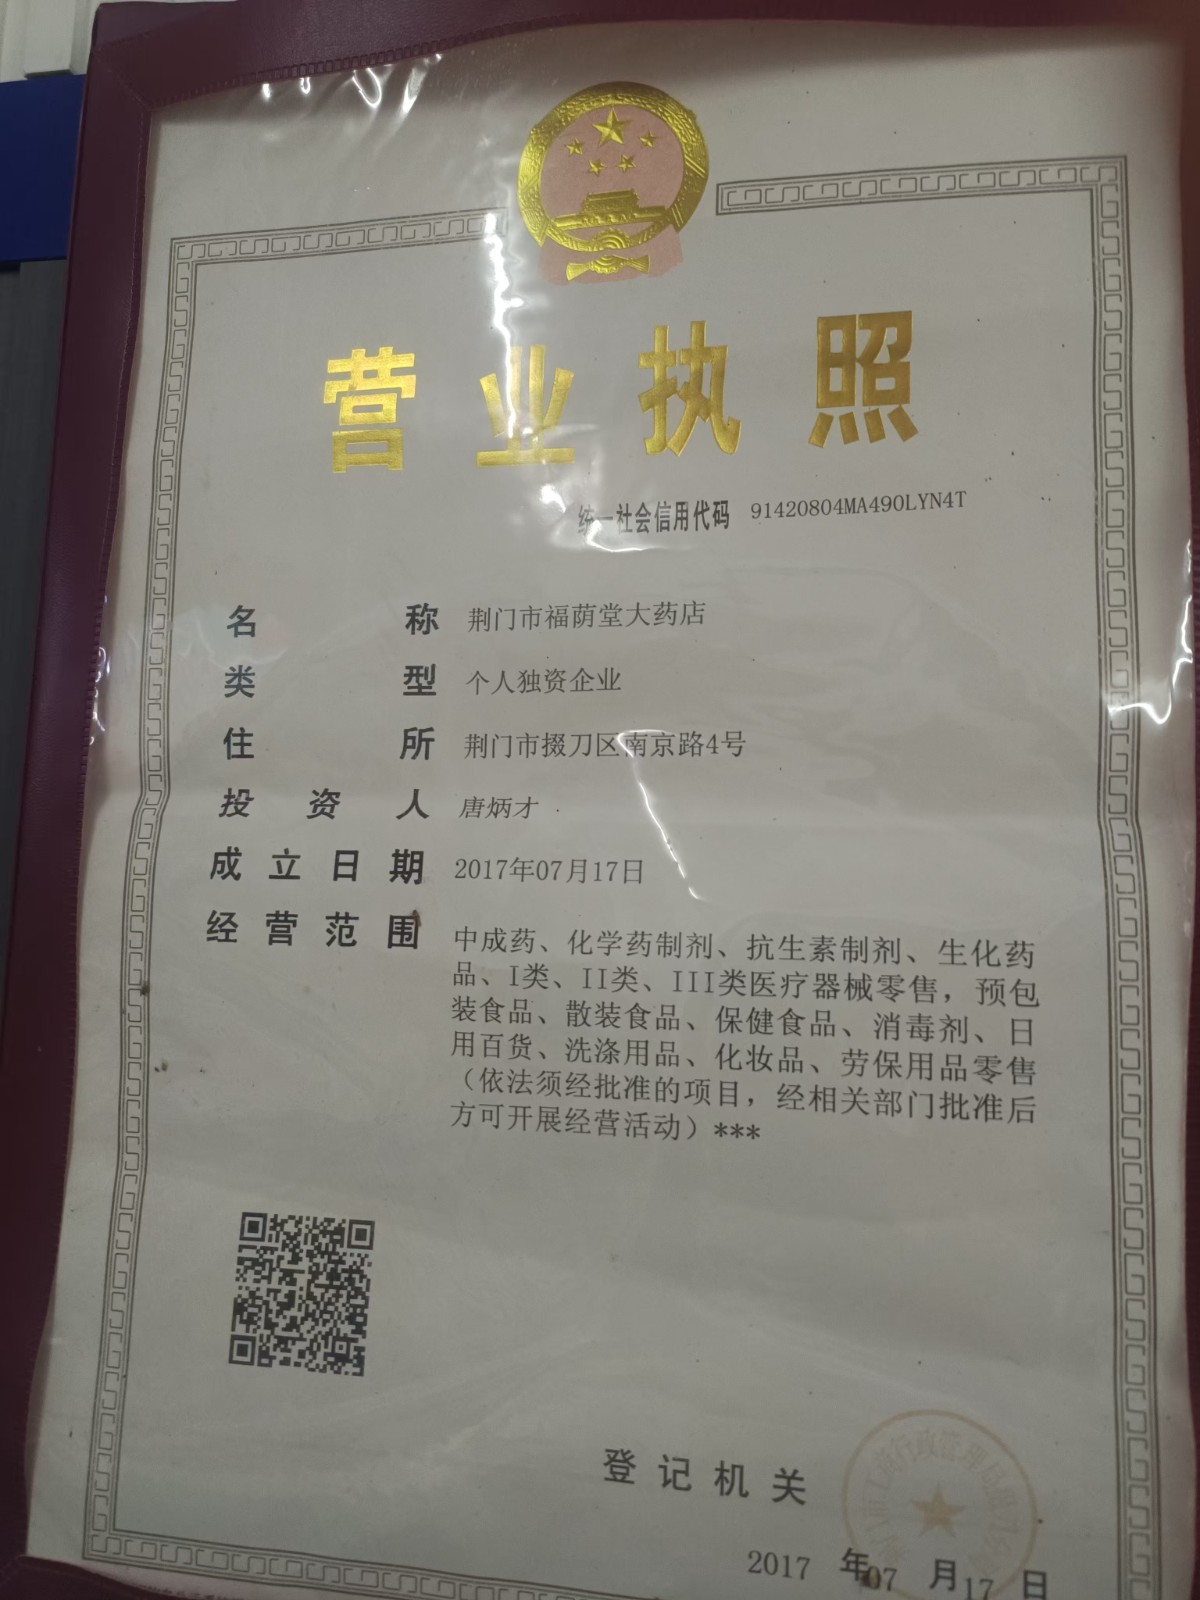 营业执照
统一社会信用代码 91420804MA490LYN4T
名称 荆门市福荫堂大药店
类型 个人独资企业
住所 荆门市掇刀区南京路4号
投资人 唐炳才
成立日期 2017年07月17日
经营范围 中成药、化学药制剂、抗生素制剂、生化药
品、I类、II类、III类医疗器械零售，预包
装食品、散装食品、保健食品、消毒剂、日
用百货、洗涤用品、化妆品、劳保用品零售
（依法须经批准的项目，经相关部门批准后
方可开展经营活动）***
登记机关
2017 年07 月17 日